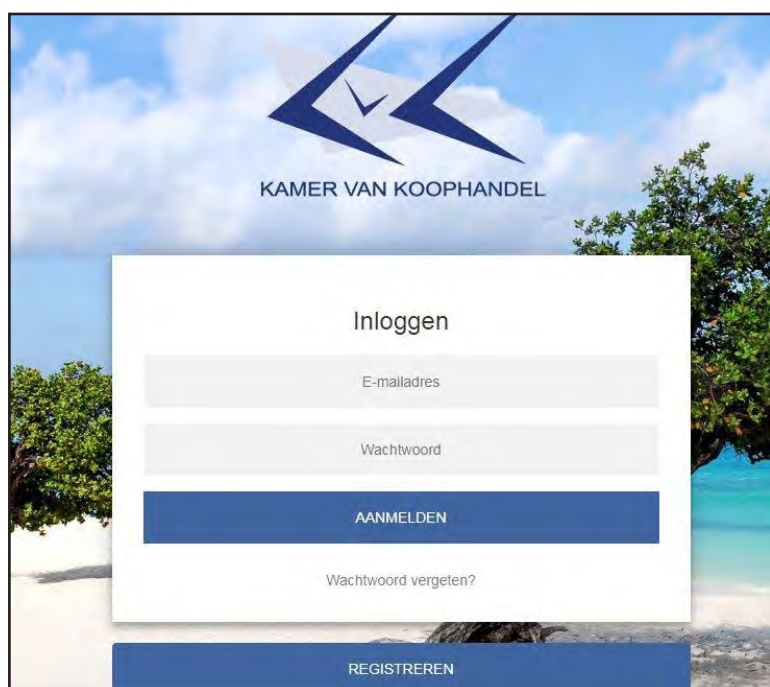 KAMER VAN KOOPHANDEL
Inloggen
E-mailadres
Wachtwoord
AANMELDEN
Wachtwoord vergeten?
REGISTREREN